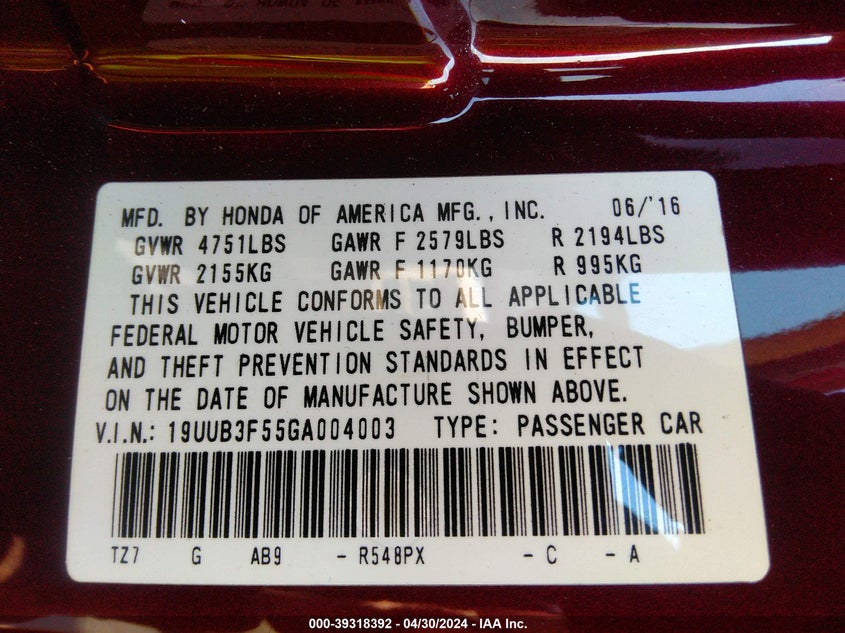 MFD. BY HONDA OF AMERICA MFG., INC. 06/'16
GVWR 4751LBS GAWR F 2579LBS R 2194LBS
GVWR 2155KG GAWR F 1170KG R 995KG
THIS VEHICLE CONFORMS TO ALL APPLICABLE
FEDERAL MOTOR VEHICLE SAFETY, BUMPER,
AND THEFT PREVENTION STANDARDS IN EFFECT
ON THE DATE OF MANUFACTURE SHOWN ABOVE.
V.I.N.: 19UUB3F55GA004003 TYPE: PASSENGER CAR
TZ7 G AB9 - R548PX - C - A
000-39318392 - 04/30/2024 - IAA Inc.